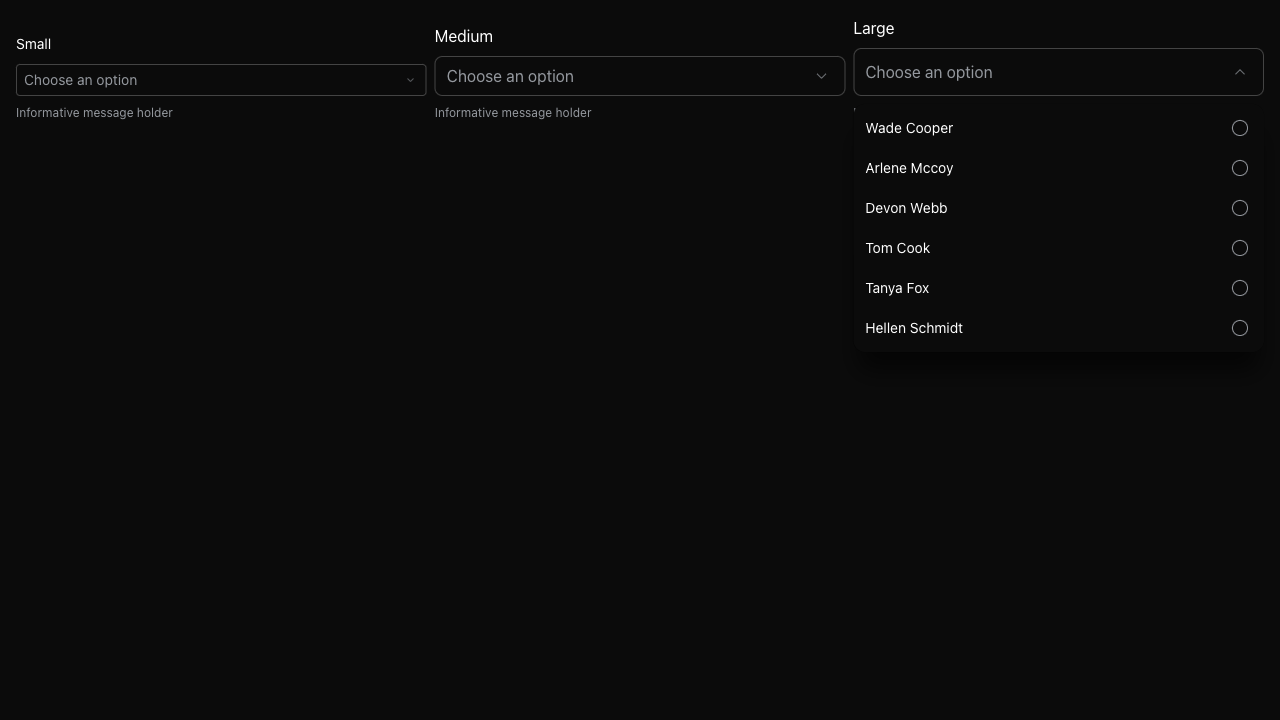 Small
Choose an option
Informative message holder
Medium
Choose an option
Informative message holder
Large
Choose an option
Wade Cooper
Arlene Mccoy
Devon Webb
Tom Cook
Tanya Fox
Hellen Schmidt